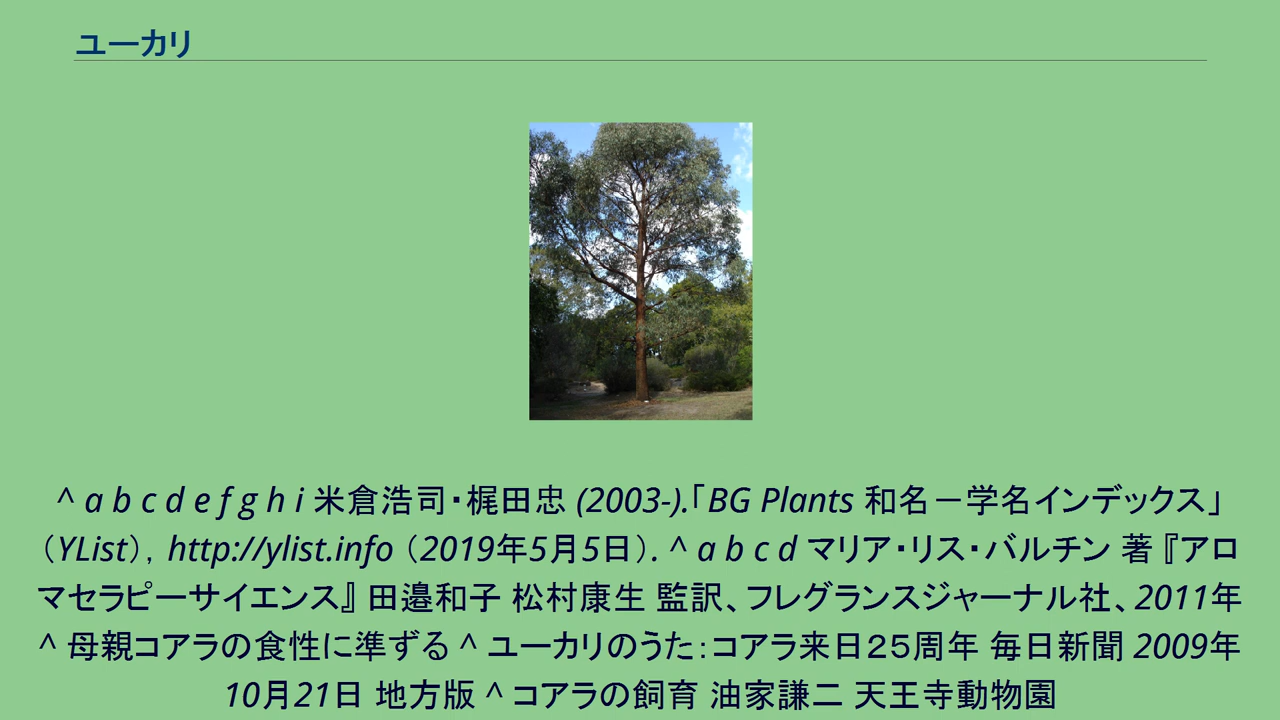 ユーカリ
^ a b c d e f g h i 米倉浩司・梶田忠 (2003-).「BG Plants 和名－学名インデックス」
（YList），http://ylist.info（2019年5月5日）. ^ a b c d マリア・リス・バルチン 著『アロ
マセラピーサイエンス』田邉和子 松村康生 監訳、フレグランスジャーナル社、2011年
^ 母親コアラの食性に準ずる ^ ユーカリのうた：コアラ来日２５周年 毎日新聞 2009年
10月21日 地方版 ^ コアラの飼育 油家謙二 天王寺動物園